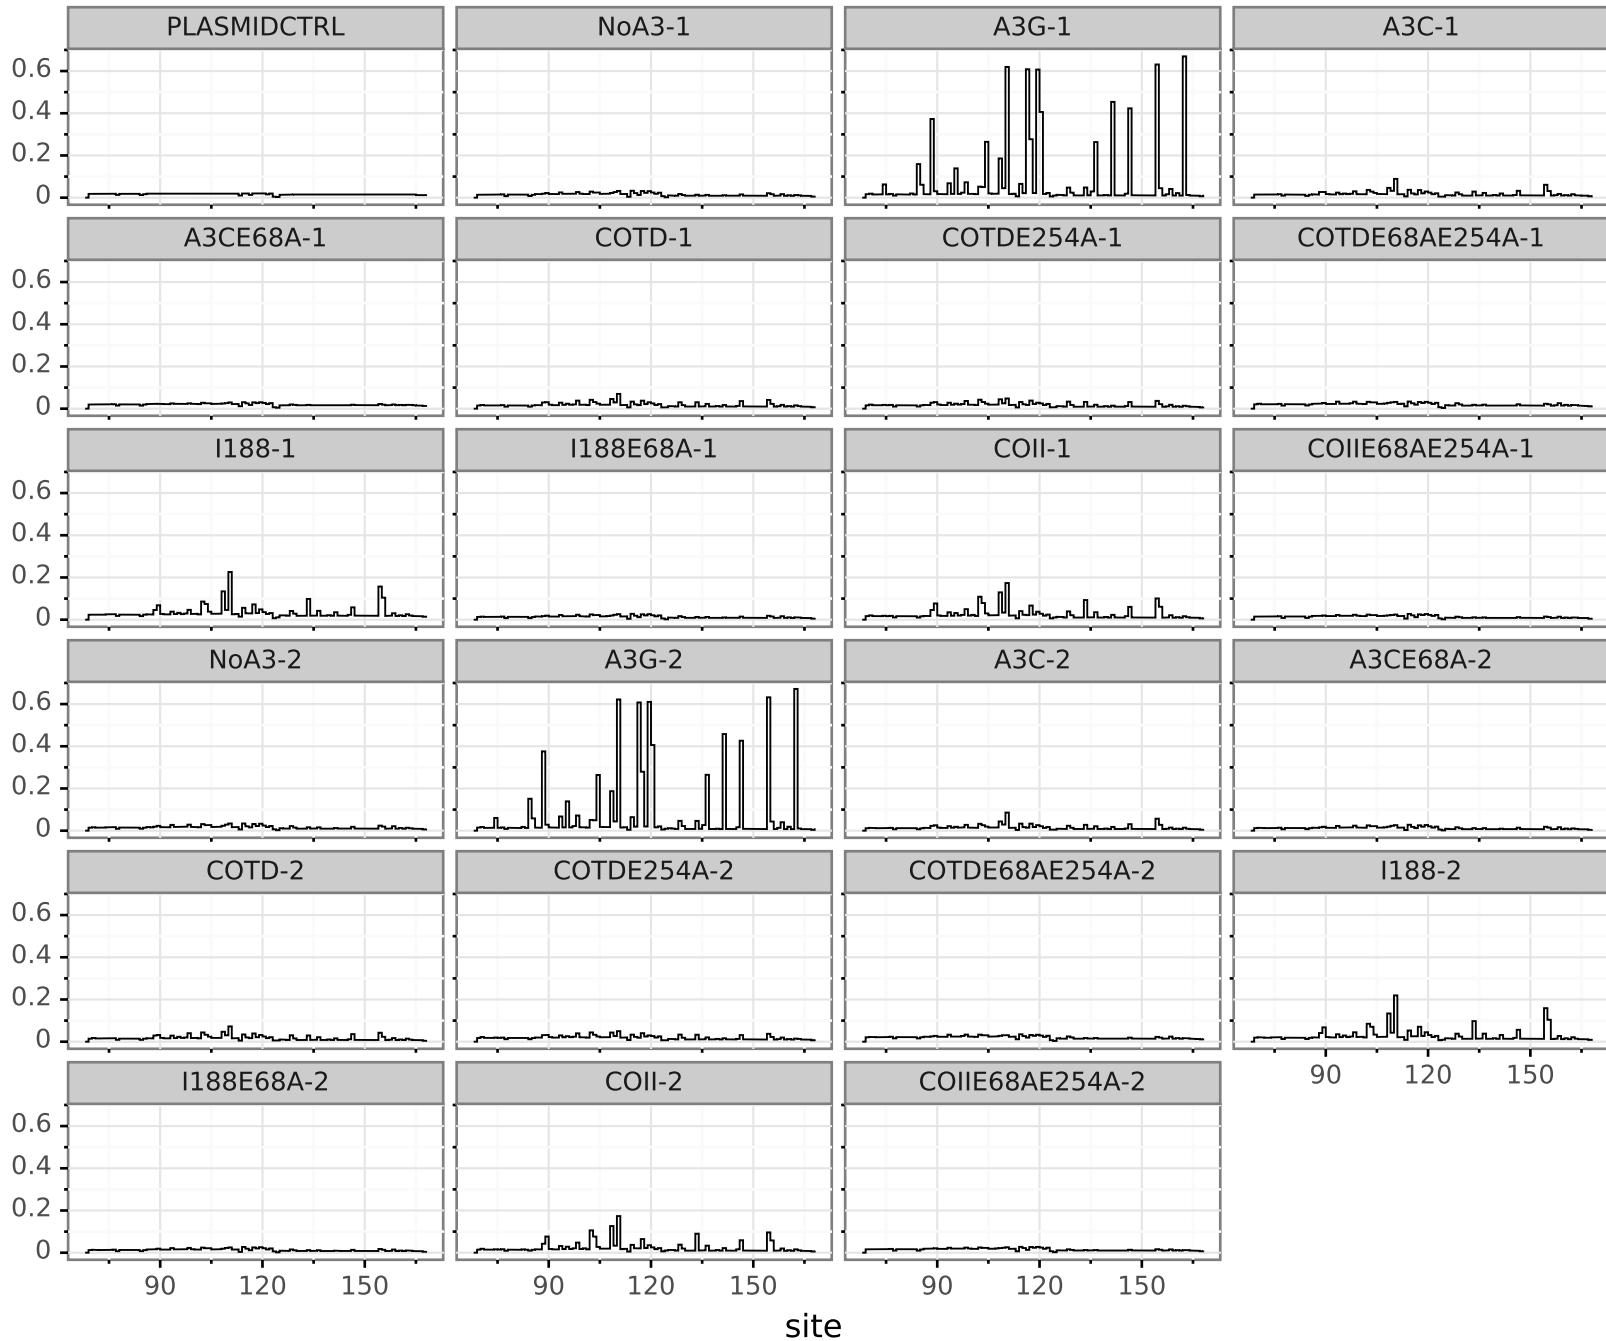 PLASMIDCTRL NoA3-1 A3G-1 A3C-1
0.6
0.4
0.2
0
A3CE68A-1 COTD-1 COTDE254A-1 COTDE68AE254A-1
0.6
0.4
0.2
0
I188-1 I188E68A-1 COII-1 COIIE68AE254A-1
0.6
0.4
0.2
0
NoA3-2 A3G-2 A3C-2 A3CE68A-2
0.6
0.4
0.2
0
COTD-2 COTDE254A-2 COTDE68AE254A-2 I188-2
0.6
0.4
0.2
0
90 120 150
I188E68A-2 COII-2 COIIE68AE254A-2
0.6
0.4
0.2
0
90 120 150 90 120 150 90 120 150
site